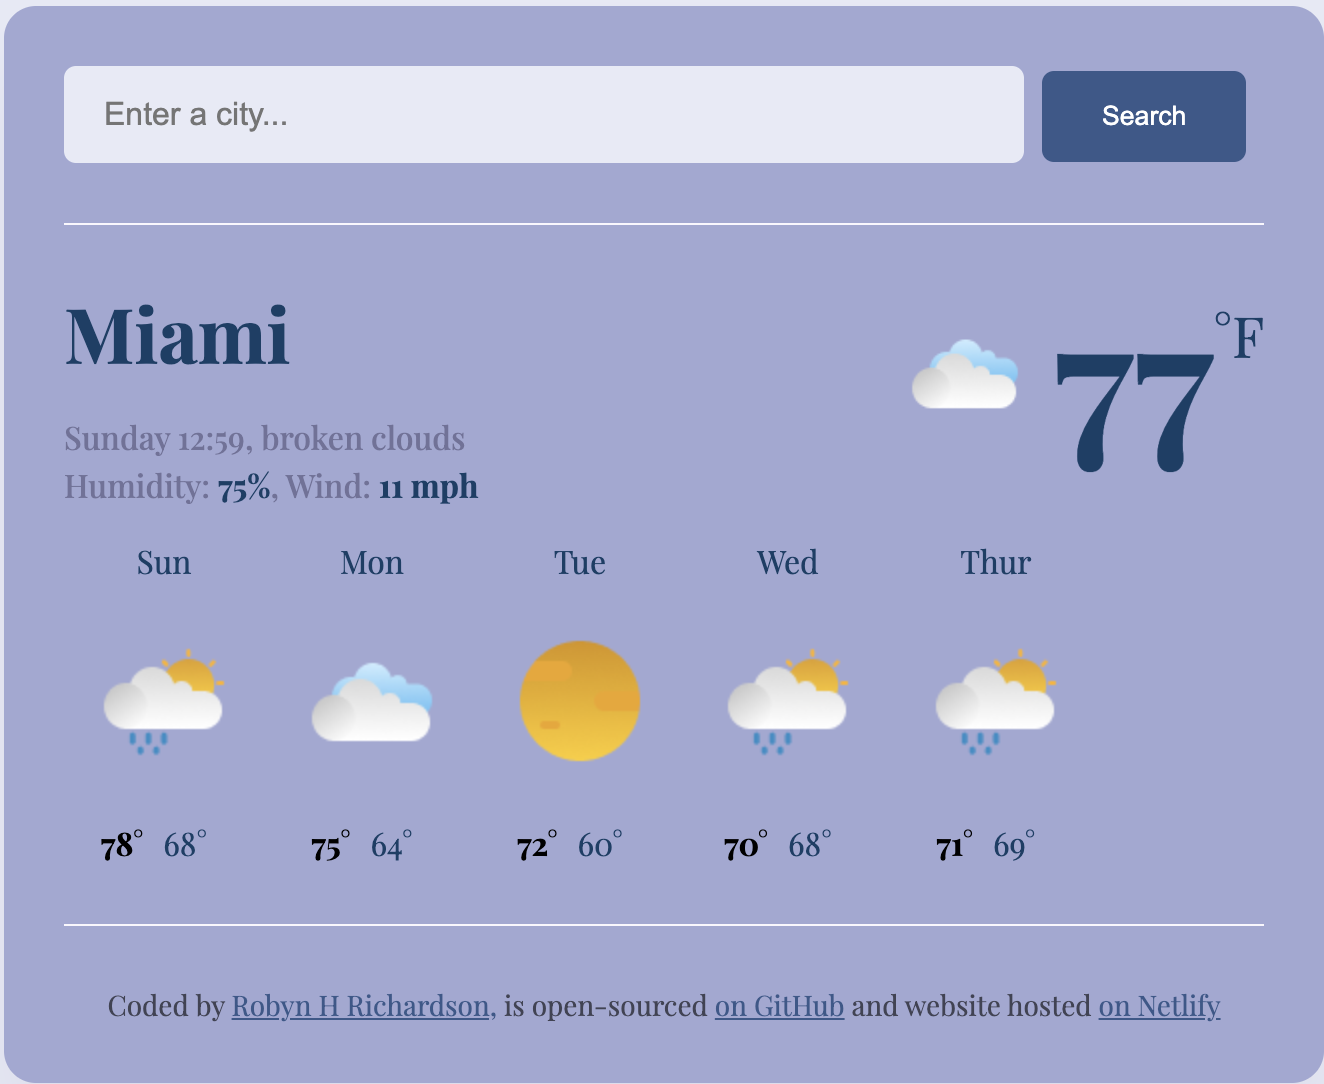 Enter a city...
Search
Miami
77°F
Sunday 12:59, broken clouds
Humidity: 75%, Wind: 11 mph
Sun Mon Tue Wed Thur
78° 68° 75° 64° 72° 60° 70° 68° 71° 69°
Coded by Robyn H Richardson, is open-sourced on GitHub and website hosted on Netlify